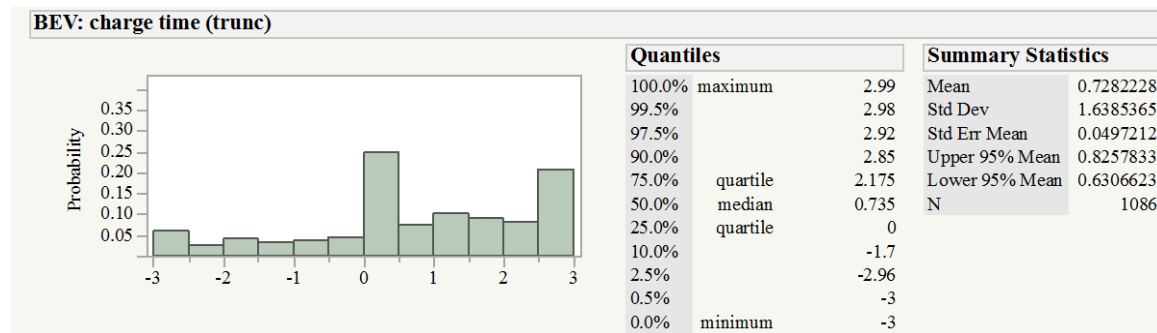 BEV: charge time (trunc)
Probability
0.35
0.30
0.25
0.20
0.15
0.10
0.05
-3 -2 -1 0 1 2 3
Quantiles
100.0% maximum 2.99
99.5% 2.98
97.5% 2.92
90.0% 2.85
75.0% quartile 2.175
50.0% median 0.735
25.0% quartile 0
10.0% -1.7
2.5% -2.96
0.5% -3
0.0% minimum -3
Summary Statistics
Mean 0.7282228
Std Dev 1.6385365
Std Err Mean 0.0497212
Upper 95% Mean 0.8257833
Lower 95% Mean 0.6306623
N 1086